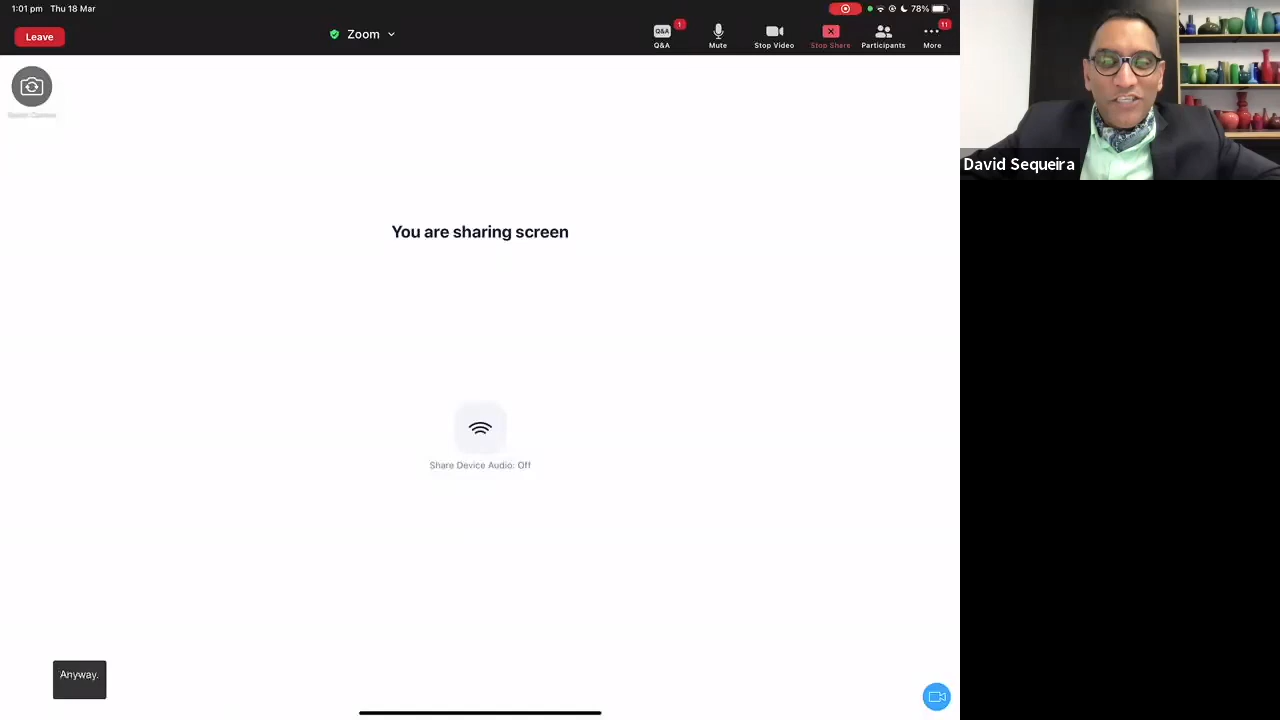 1:01 pm Thu 18 Mar
78%
Leave
Zoom
Q&A
1
Q&A
Mute
Stop Video
Stop Share
Participants
11
More
You are sharing screen
Share Device Audio: Off
Anyway.
David Sequeira